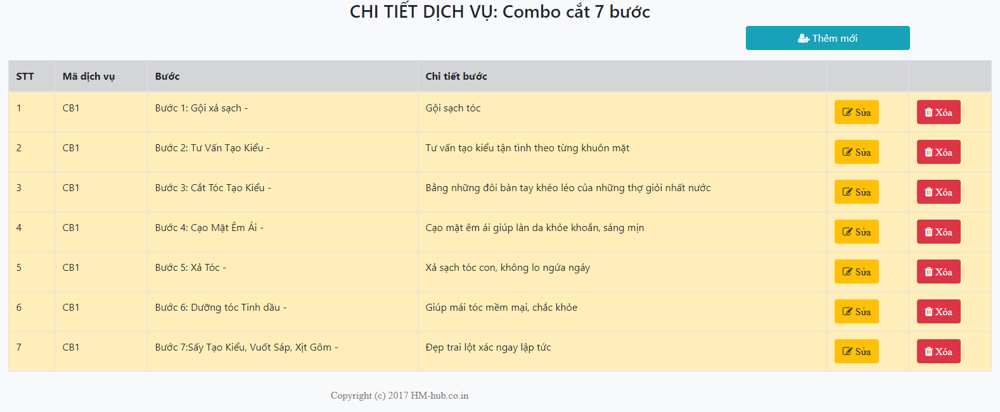 CHI TIẾT DỊCH VỤ: Combo cắt 7 bước
Thêm mới
STT Mã dịch vụ Bước Chi tiết bước
1 CB1 Bước 1: Gội xả sạch - Gội sạch tóc Sửa Xóa
2 CB1 Bước 2: Tư Vấn Tạo Kiểu - Tư vấn tạo kiểu tận tình theo từng khuôn mặt Sửa Xóa
3 CB1 Bước 3: Cắt Tóc Tạo Kiểu - Bằng những đôi bàn tay khéo léo của những thợ giỏi nhất nước Sửa Xóa
4 CB1 Bước 4: Cạo Mặt Êm Ái - Cạo mặt êm ái giúp làn da khỏe khoắn, sáng mịn Sửa Xóa
5 CB1 Bước 5: Xả Tóc - Xả sạch tóc con, không lo ngứa ngáy Sửa Xóa
6 CB1 Bước 6: Dưỡng tóc Tinh dầu - Giúp mái tóc mềm mại, chắc khỏe Sửa Xóa
7 CB1 Bước 7:Sấy Tạo Kiểu, Vuốt Sáp, Xịt Gôm - Đẹp trai lột xác ngay lập tức Sửa Xóa
Copyright (c) 2017 HM-hub.co.in